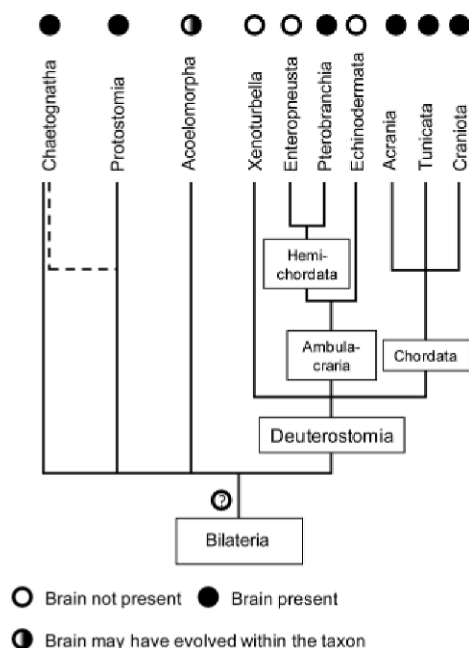 Chaetognatha
Protostomia
Acoelomorpha
Xenoturbella
Enteropneusta
Pterobranchia
Echinodermata
Acrania
Tunicata
Craniota
Hemi-
chordata
Ambula-
craria
Chordata
Deuterostomia
?
Bilateria
Brain not present
Brain present
Brain may have evolved within the taxon